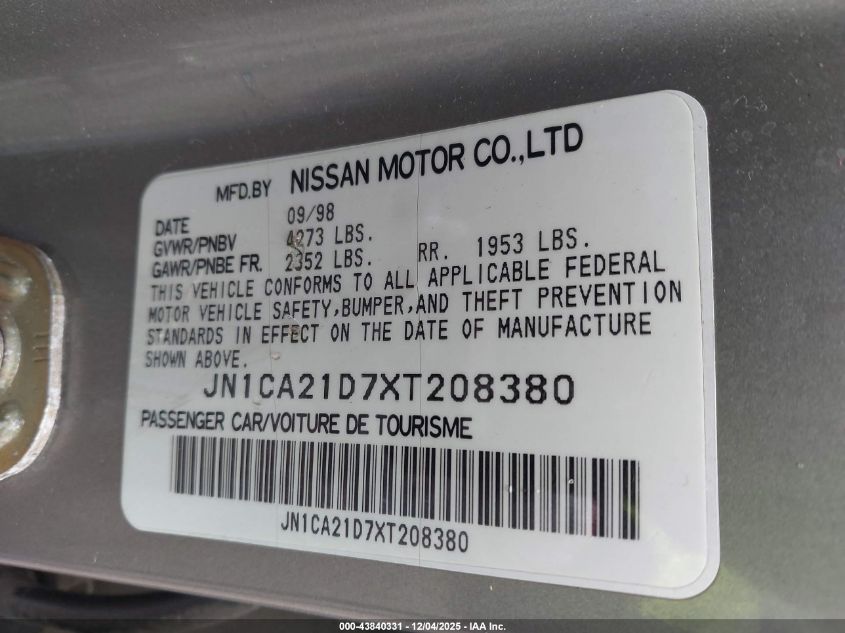 MFD.BY NISSAN MOTOR CO.,LTD
DATE 09/98
GVWR/PNBV 4273 LBS.
GAWR/PNBE FR. 2352 LBS. RR. 1953 LBS.
THIS VEHICLE CONFORMS TO ALL APPLICABLE FEDERAL
MOTOR VEHICLE SAFETY,BUMPER,AND THEFT PREVENTION
STANDARDS IN EFFECT ON THE DATE OF MANUFACTURE
SHOWN ABOVE.
JN1CA21D7XT208380
PASSENGER CAR/VOITURE DE TOURISME
JN1CA21D7XT208380
000-43840331 - 12/04/2025 - IAA Inc.